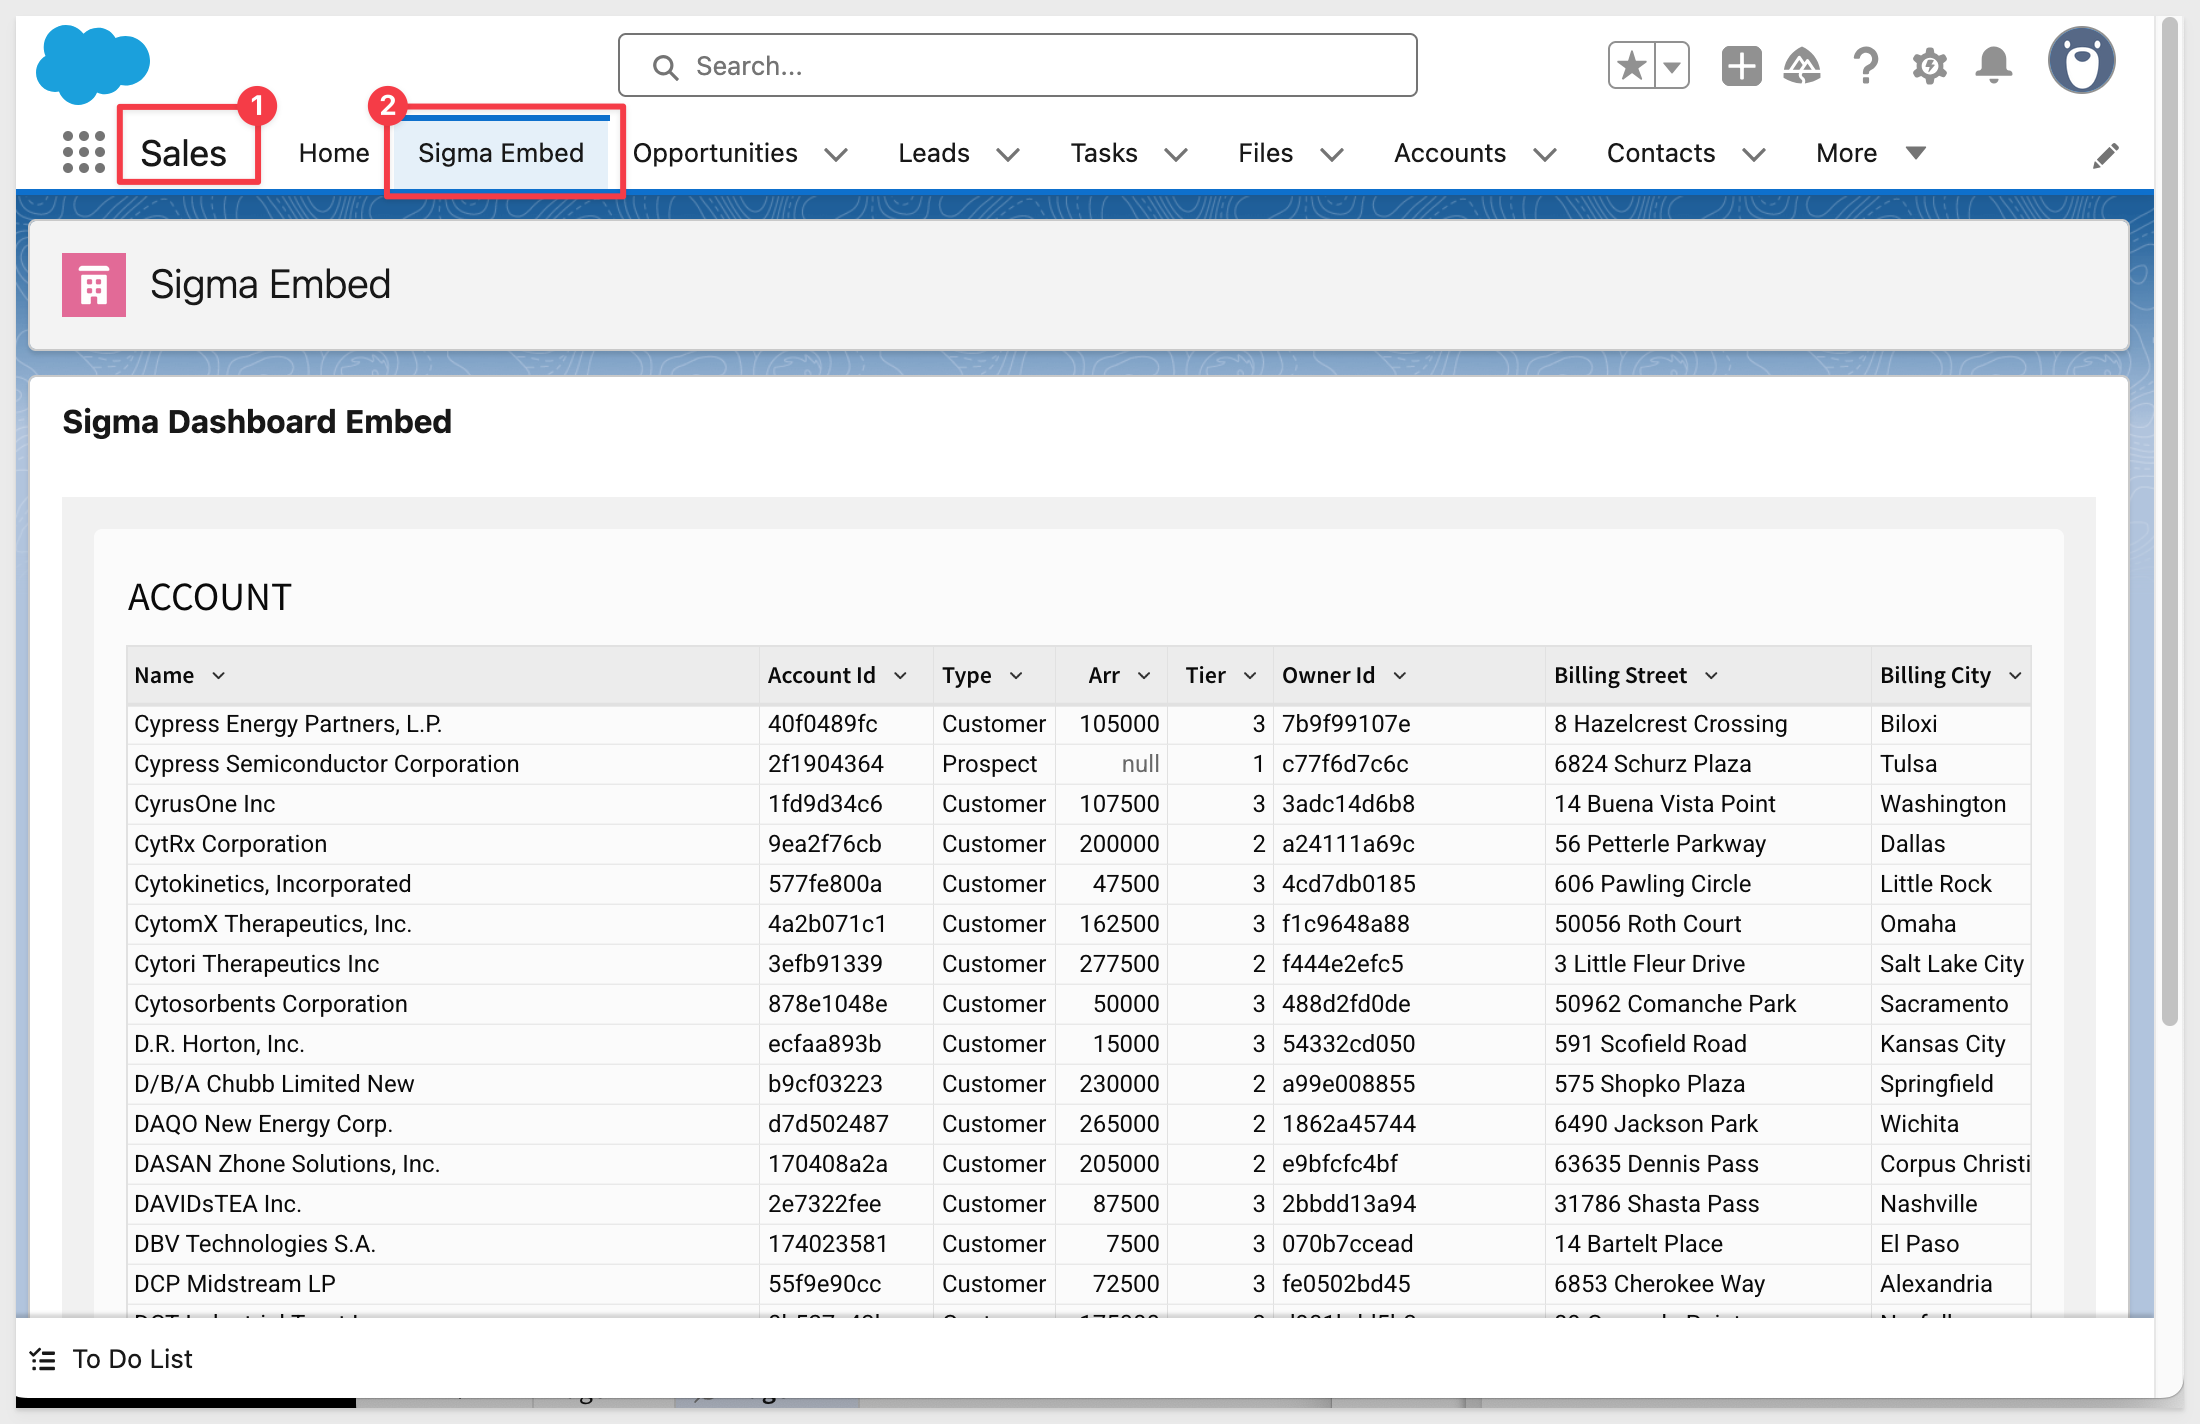 Search...
1
2
Sales Home Sigma Embed Opportunities Leads Tasks Files Accounts Contacts More
Sigma Embed
Sigma Dashboard Embed
ACCOUNT
Name Account Id Type Arr Tier Owner Id Billing Street Billing City
Cypress Energy Partners, L.P. 40f0489fc Customer 105000 3 7b9f99107e 8 Hazelcrest Crossing Biloxi
Cypress Semiconductor Corporation 2f1904364 Prospect null 1 c77f6d7c6c 6824 Schurz Plaza Tulsa
CyrusOne Inc 1fd9d34c6 Customer 107500 3 3adc14d6b8 14 Buena Vista Point Washington
CytRx Corporation 9ea2f76cb Customer 200000 2 a24111a69c 56 Petterle Parkway Dallas
Cytokinetics, Incorporated 577fe800a Customer 47500 3 4cd7db0185 606 Pawling Circle Little Rock
CytomX Therapeutics, Inc. 4a2b071c1 Customer 162500 3 f1c9648a88 50056 Roth Court Omaha
Cytori Therapeutics Inc 3efb91339 Customer 277500 2 f444e2efc5 3 Little Fleur Drive Salt Lake City
Cytosorbents Corporation 878e1048e Customer 50000 3 488d2fd0de 50962 Comanche Park Sacramento
D.R. Horton, Inc. ecfaa893b Customer 15000 3 54332cd050 591 Scofield Road Kansas City
D/B/A Chubb Limited New b9cf03223 Customer 230000 2 a99e008855 575 Shopko Plaza Springfield
DAQO New Energy Corp. d7d502487 Customer 265000 2 1862a45744 6490 Jackson Park Wichita
DASAN Zhone Solutions, Inc. 170408a2a Customer 205000 2 e9bfcfc4bf 63635 Dennis Pass Corpus Christi
DAVIDsTEA Inc. 2e7322fee Customer 87500 3 2bbdd13a94 31786 Shasta Pass Nashville
DBV Technologies S.A. 174023581 Customer 7500 3 070b7ccead 14 Bartelt Place El Paso
DCP Midstream LP 55f9e90cc Customer 72500 3 fe0502bd45 6853 Cherokee Way Alexandria
To Do List